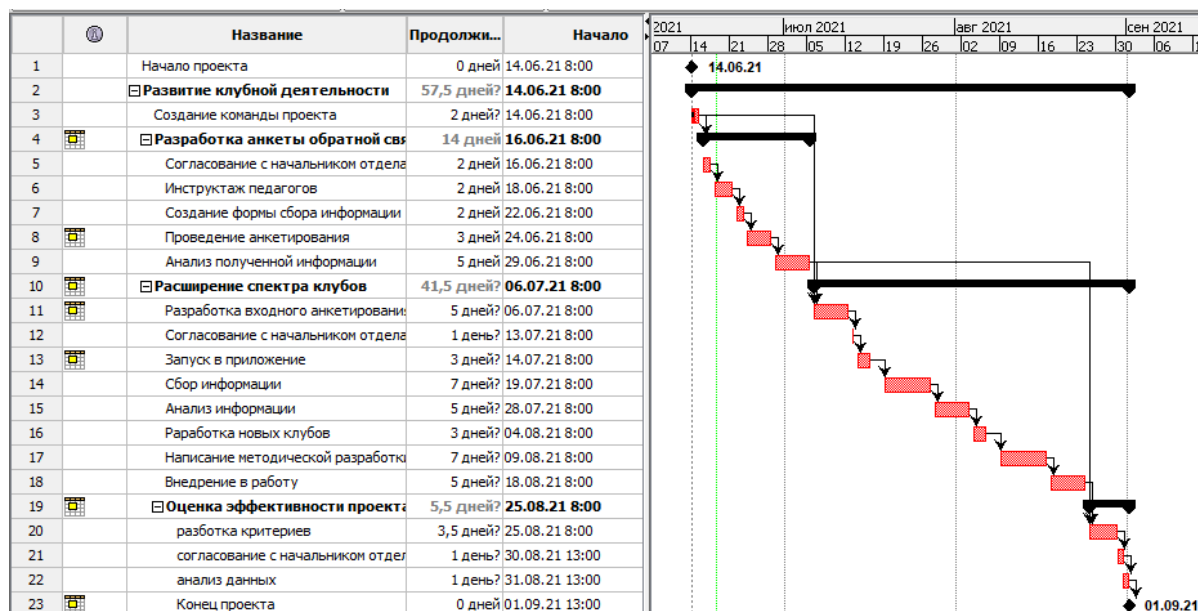 Название Продолжи... Начало
2021 июл 2021 авг 2021 сен 2021
07 14 21 28 05 12 19 26 02 09 16 23 30 06
1 Начало проекта 0 дней 14.06.21 8:00 14.06.21
2 Развитие клубной деятельности 57,5 дней? 14.06.21 8:00
3 Создание команды проекта 2 дней? 14.06.21 8:00
4 Разработка анкеты обратной свя 14 дней 16.06.21 8:00
5 Согласование с начальником отдела 2 дней 16.06.21 8:00
6 Инструктаж педагогов 2 дней 18.06.21 8:00
7 Создание формы сбора информации 2 дней 22.06.21 8:00
8 Проведение анкетирования 3 дней 24.06.21 8:00
9 Анализ полученной информации 5 дней 29.06.21 8:00
10 Расширение спектра клубов 41,5 дней? 06.07.21 8:00
11 Разработка входного анкетировани 5 дней? 06.07.21 8:00
12 Согласование с начальником отдела 1 день? 13.07.21 8:00
13 Запуск в приложение 3 дней? 14.07.21 8:00
14 Сбор информации 7 дней? 19.07.21 8:00
15 Анализ информации 5 дней? 28.07.21 8:00
16 Раработка новых клубов 3 дней? 04.08.21 8:00
17 Написание методической разработки 7 дней? 09.08.21 8:00
18 Внедрение в работу 5 дней? 18.08.21 8:00
19 Оценка эффективности проекта 5,5 дней? 25.08.21 8:00
20 разботка критериев 3,5 дней? 25.08.21 8:00
21 согласование с начальником отдел 1 день? 30.08.21 13:00
22 анализ данных 1 день? 31.08.21 13:00
23 Конец проекта 0 дней 01.09.21 13:00 01.09.21